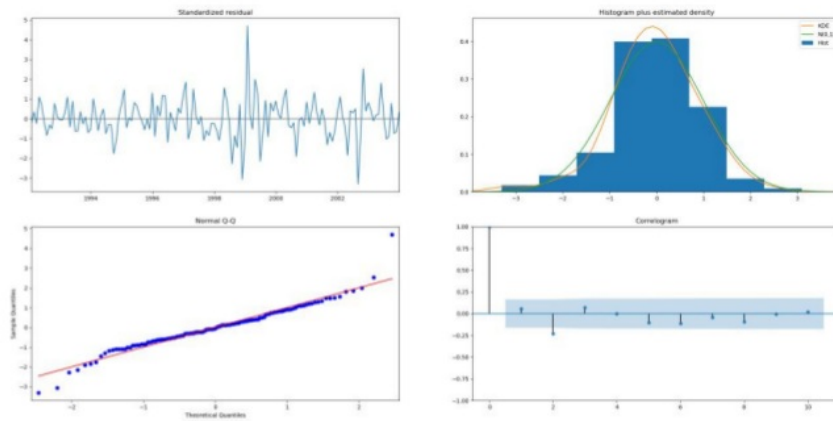 Standardized residual
5
4
3
2
1
0
-1
-2
-3
1994 1996 1998 2000 2002
Histogram plus estimated density
KDE
Hist
0.4
0.3
0.2
0.1
0.0
-3 -2 -1 0 1 2 3
Normal Q-Q
Sample Quantiles
5
4
3
2
1
0
-1
-2
-3
-2 -1 0 1 2
Theoretical Quantiles
Correlogram
1.00
0.75
0.50
0.25
0.00
-0.25
-0.50
-0.75
-1.00
0 2 4 6 8 10